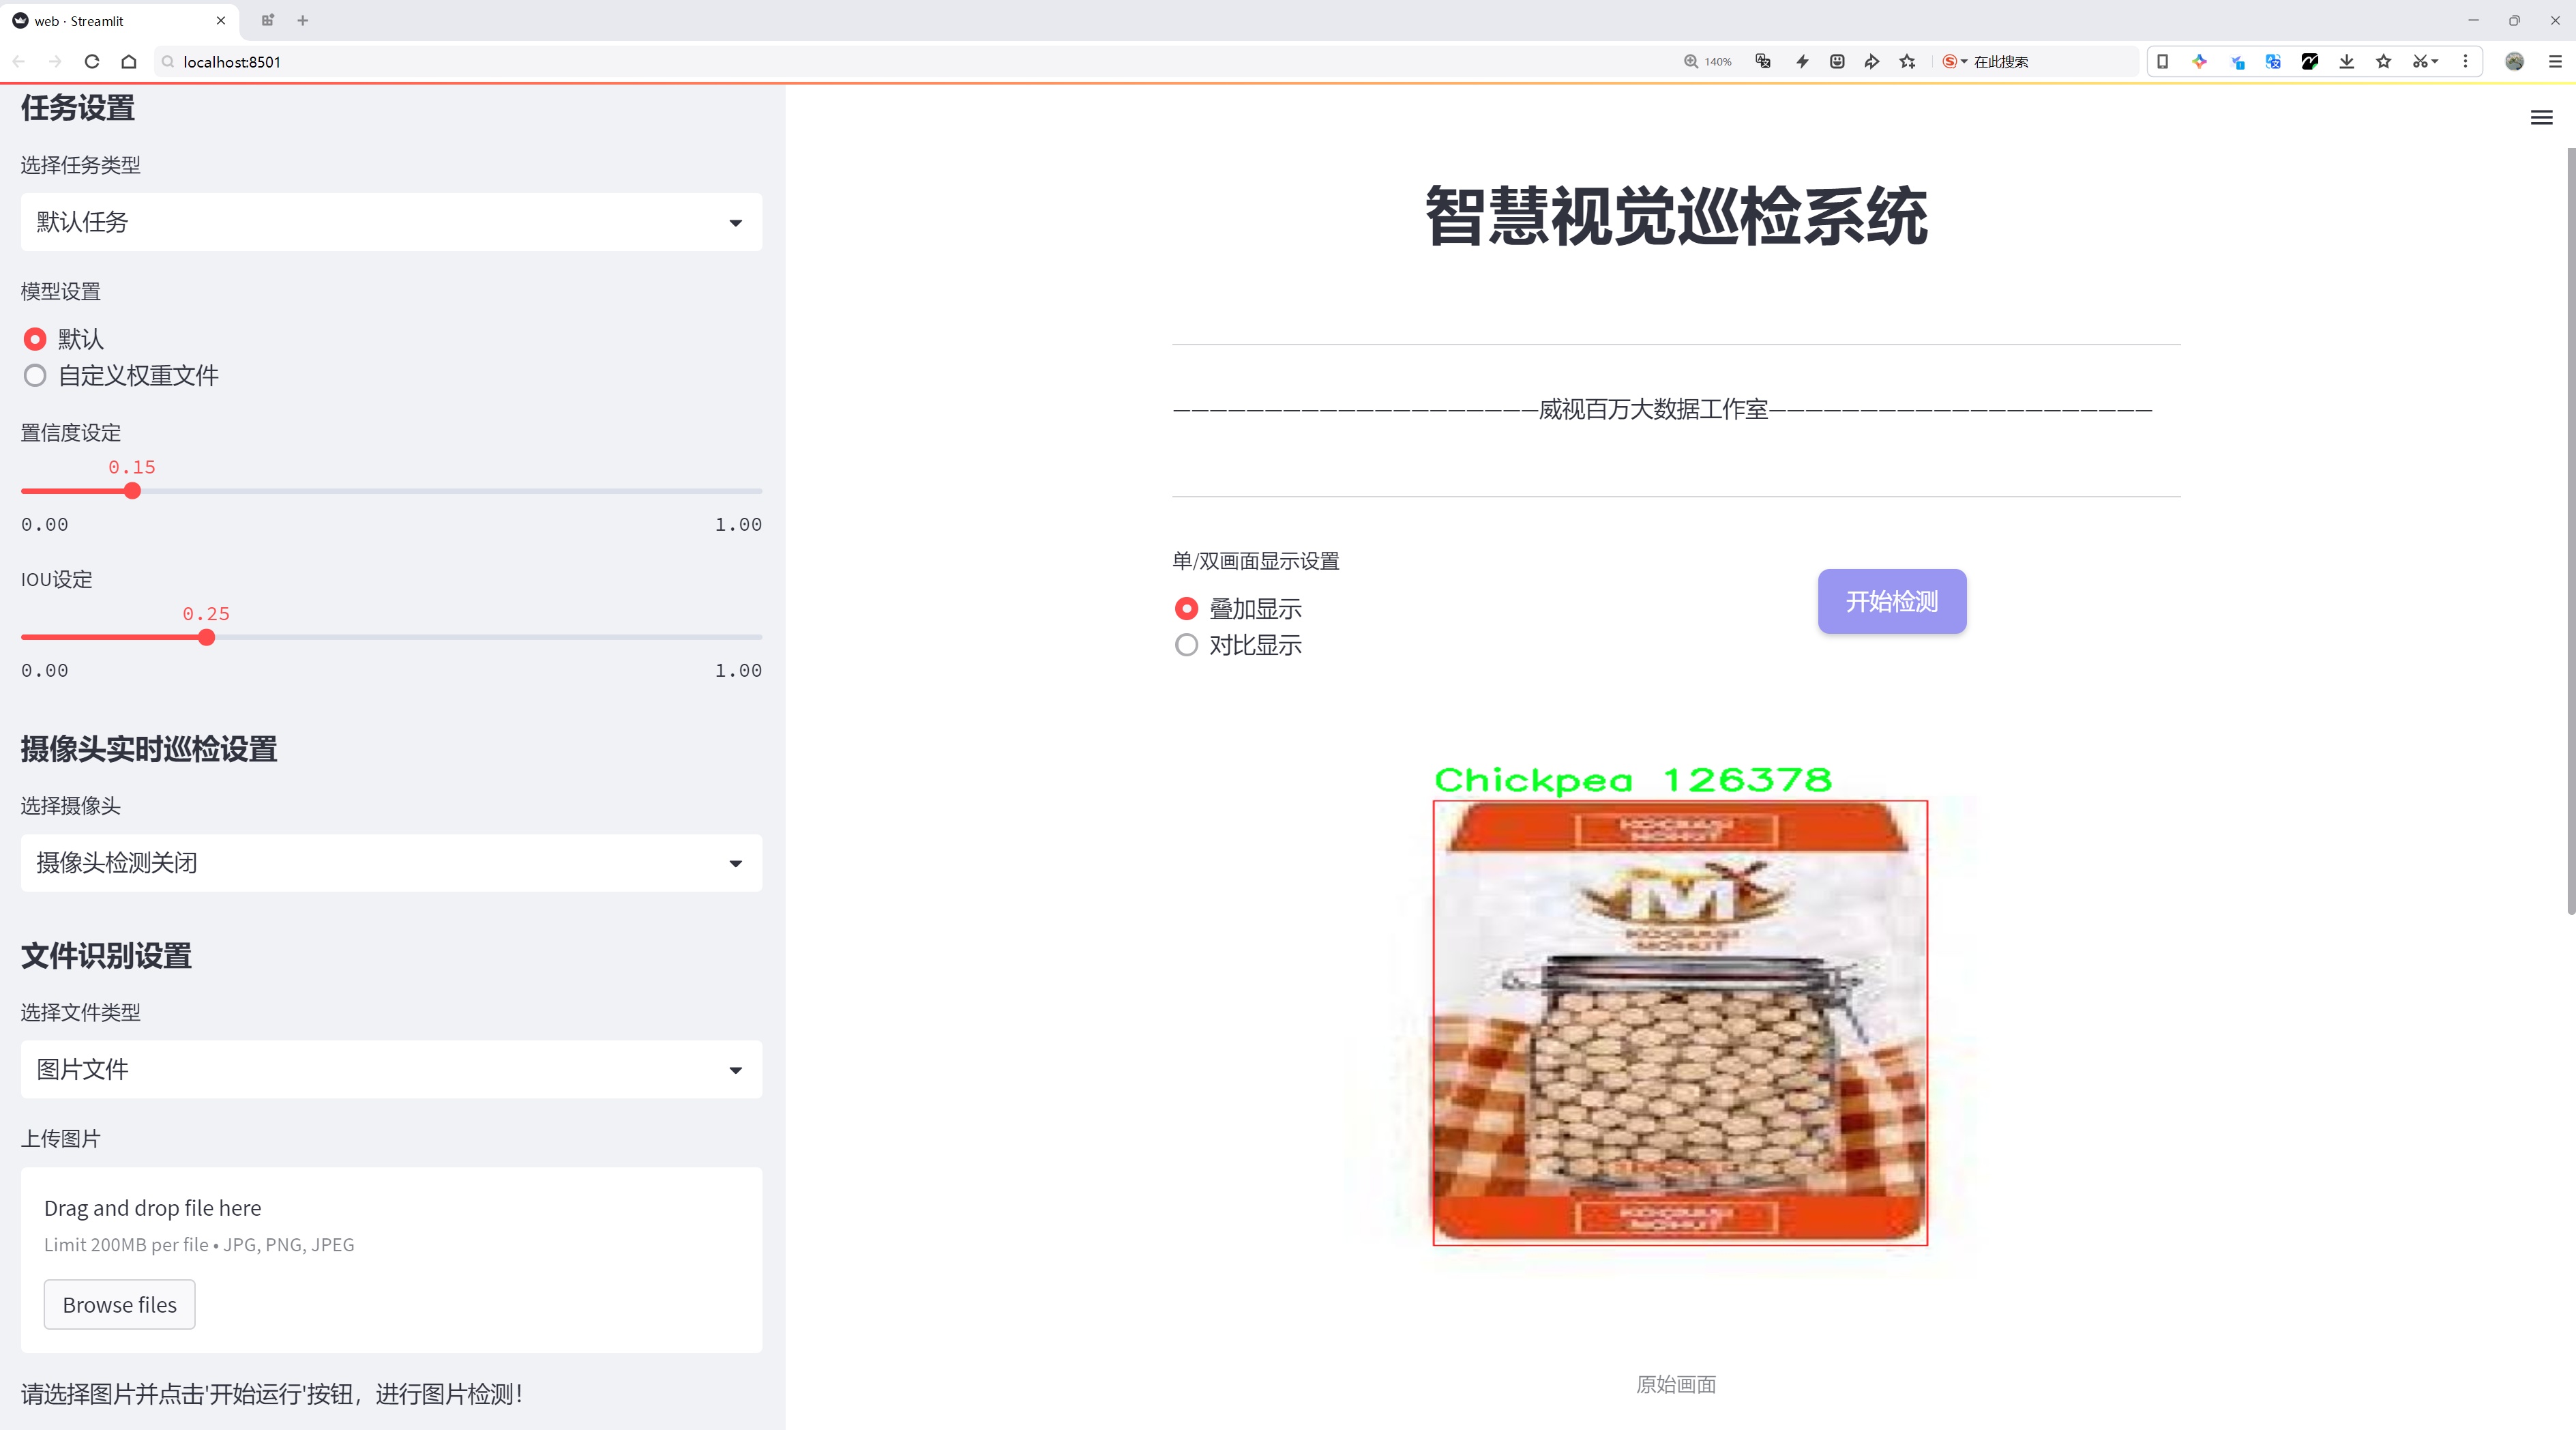 web · Streamlit
localhost:8501
140%
在此搜索
任务设置
选择任务类型
默认任务
模型设置
默认
自定义权重文件
置信度设定
0.15
0.00 1.00
IOU设定
0.25
0.00 1.00
摄像头实时巡检设置
选择摄像头
摄像头检测关闭
文件识别设置
选择文件类型
图片文件
上传图片
Drag and drop file here
Limit 200MB per file • JPG, PNG, JPEG
Browse files
请选择图片并点击'开始运行'按钮，进行图片检测！
智慧视觉巡检系统
————————————————————威视百万大数据工作室—————————————————————
单/双画面显示设置
叠加显示
对比显示
开始检测
Chickpea 126378
M
原始画面